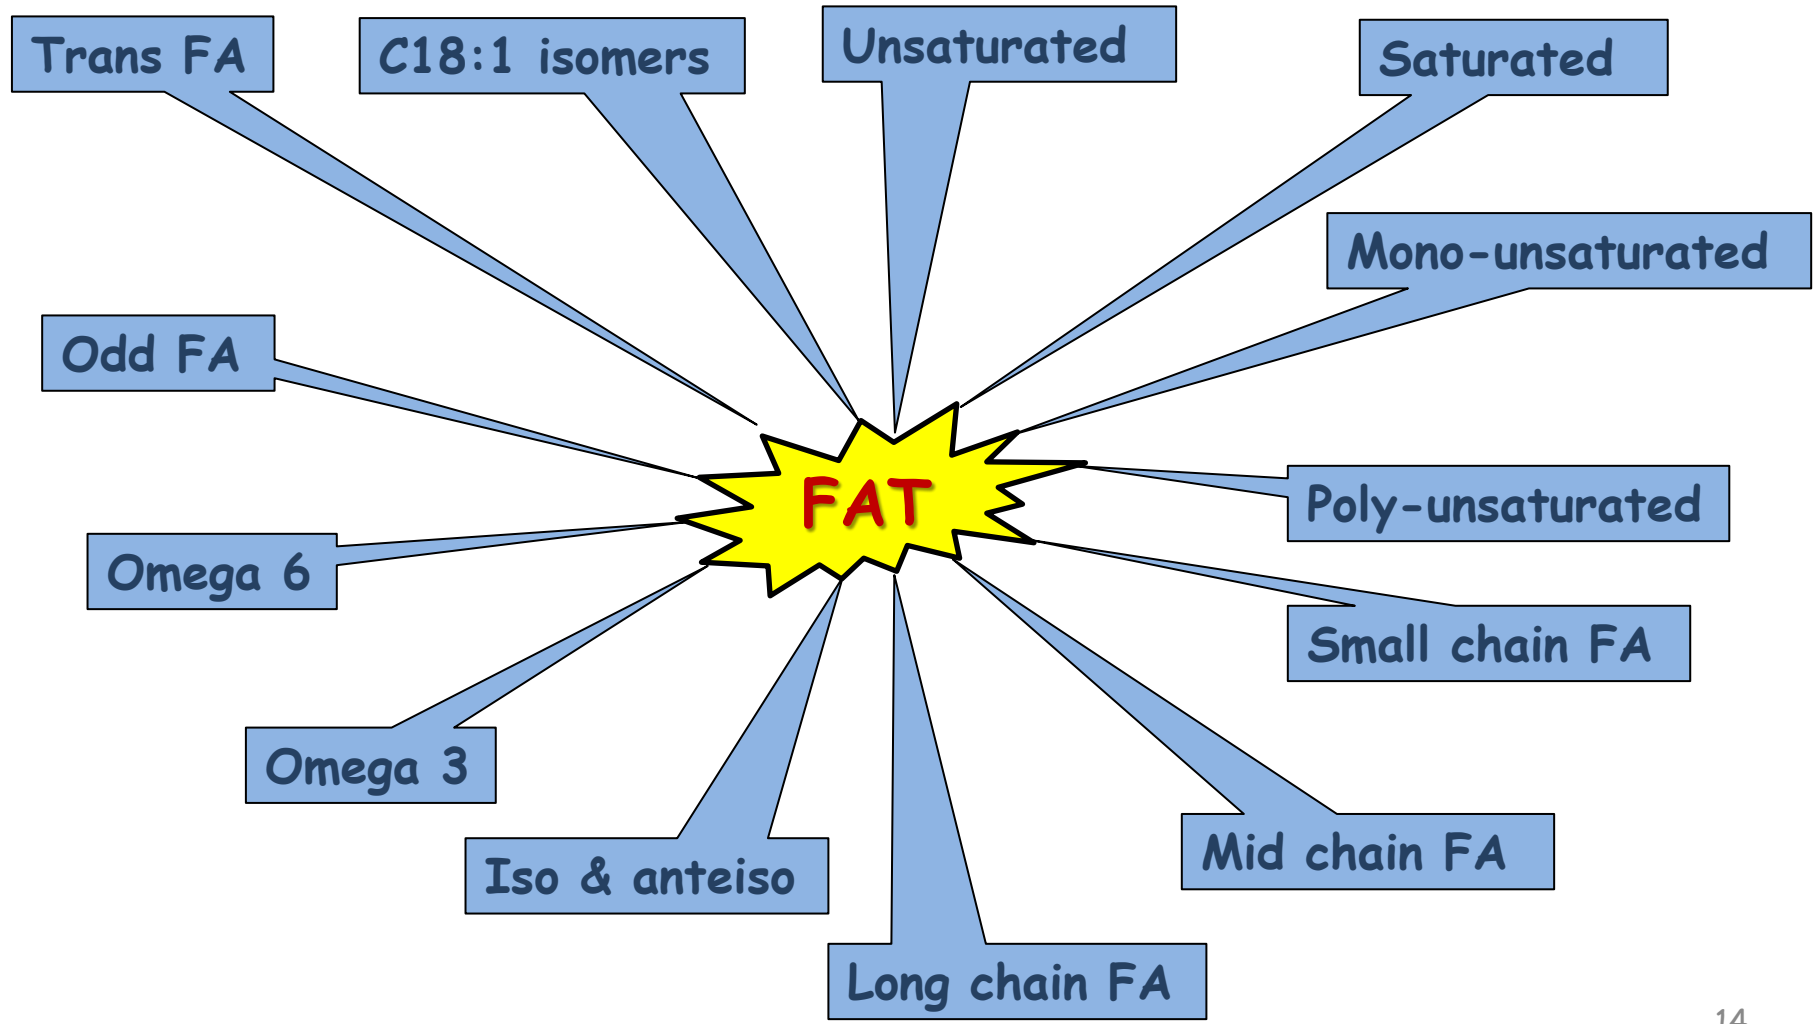 Trans FA
C18:1 isomers
Unsaturated
Saturated
Mono-unsaturated
Odd FA
FAT
Poly-unsaturated
Omega 6
Small chain FA
Omega 3
Mid chain FA
Iso & anteiso
Long chain FA
14